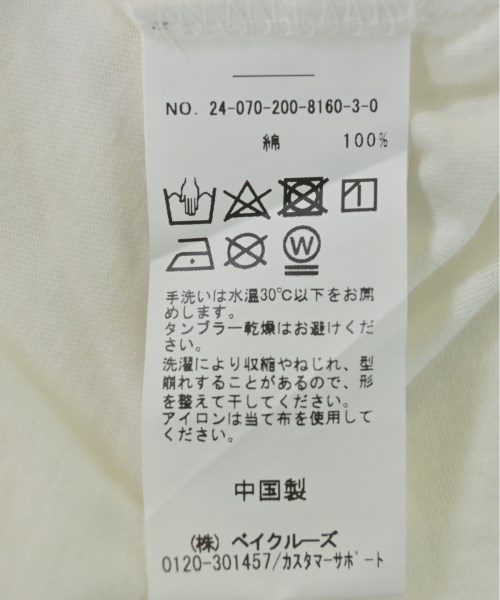 NO. 24-070-200-8160-3-0
綿 100%
W
手洗いは水温30℃以下をお薦
めします。
タンブラー乾燥はお避けくだ
さい。
洗濯により収縮やねじれ、型
崩れすることがあるので、形
を整えて干してください。
アイロンは当て布を使用して
ください。
中国製
(株) ベイクルーズ
0120-301457/カスタマーサポート